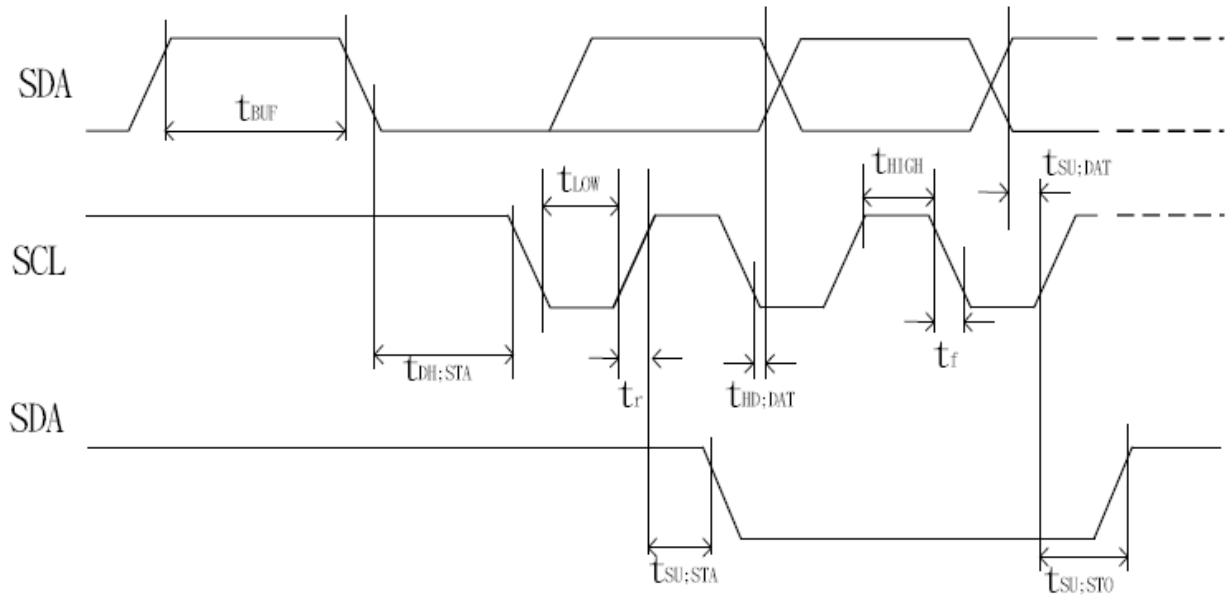 SDA
tBUF
tLOW
tHIGH
tSU;DAT
SCL
tDH;STA
tr
tHD;DAT
tf
SDA
tSU;STA
tSU;STO